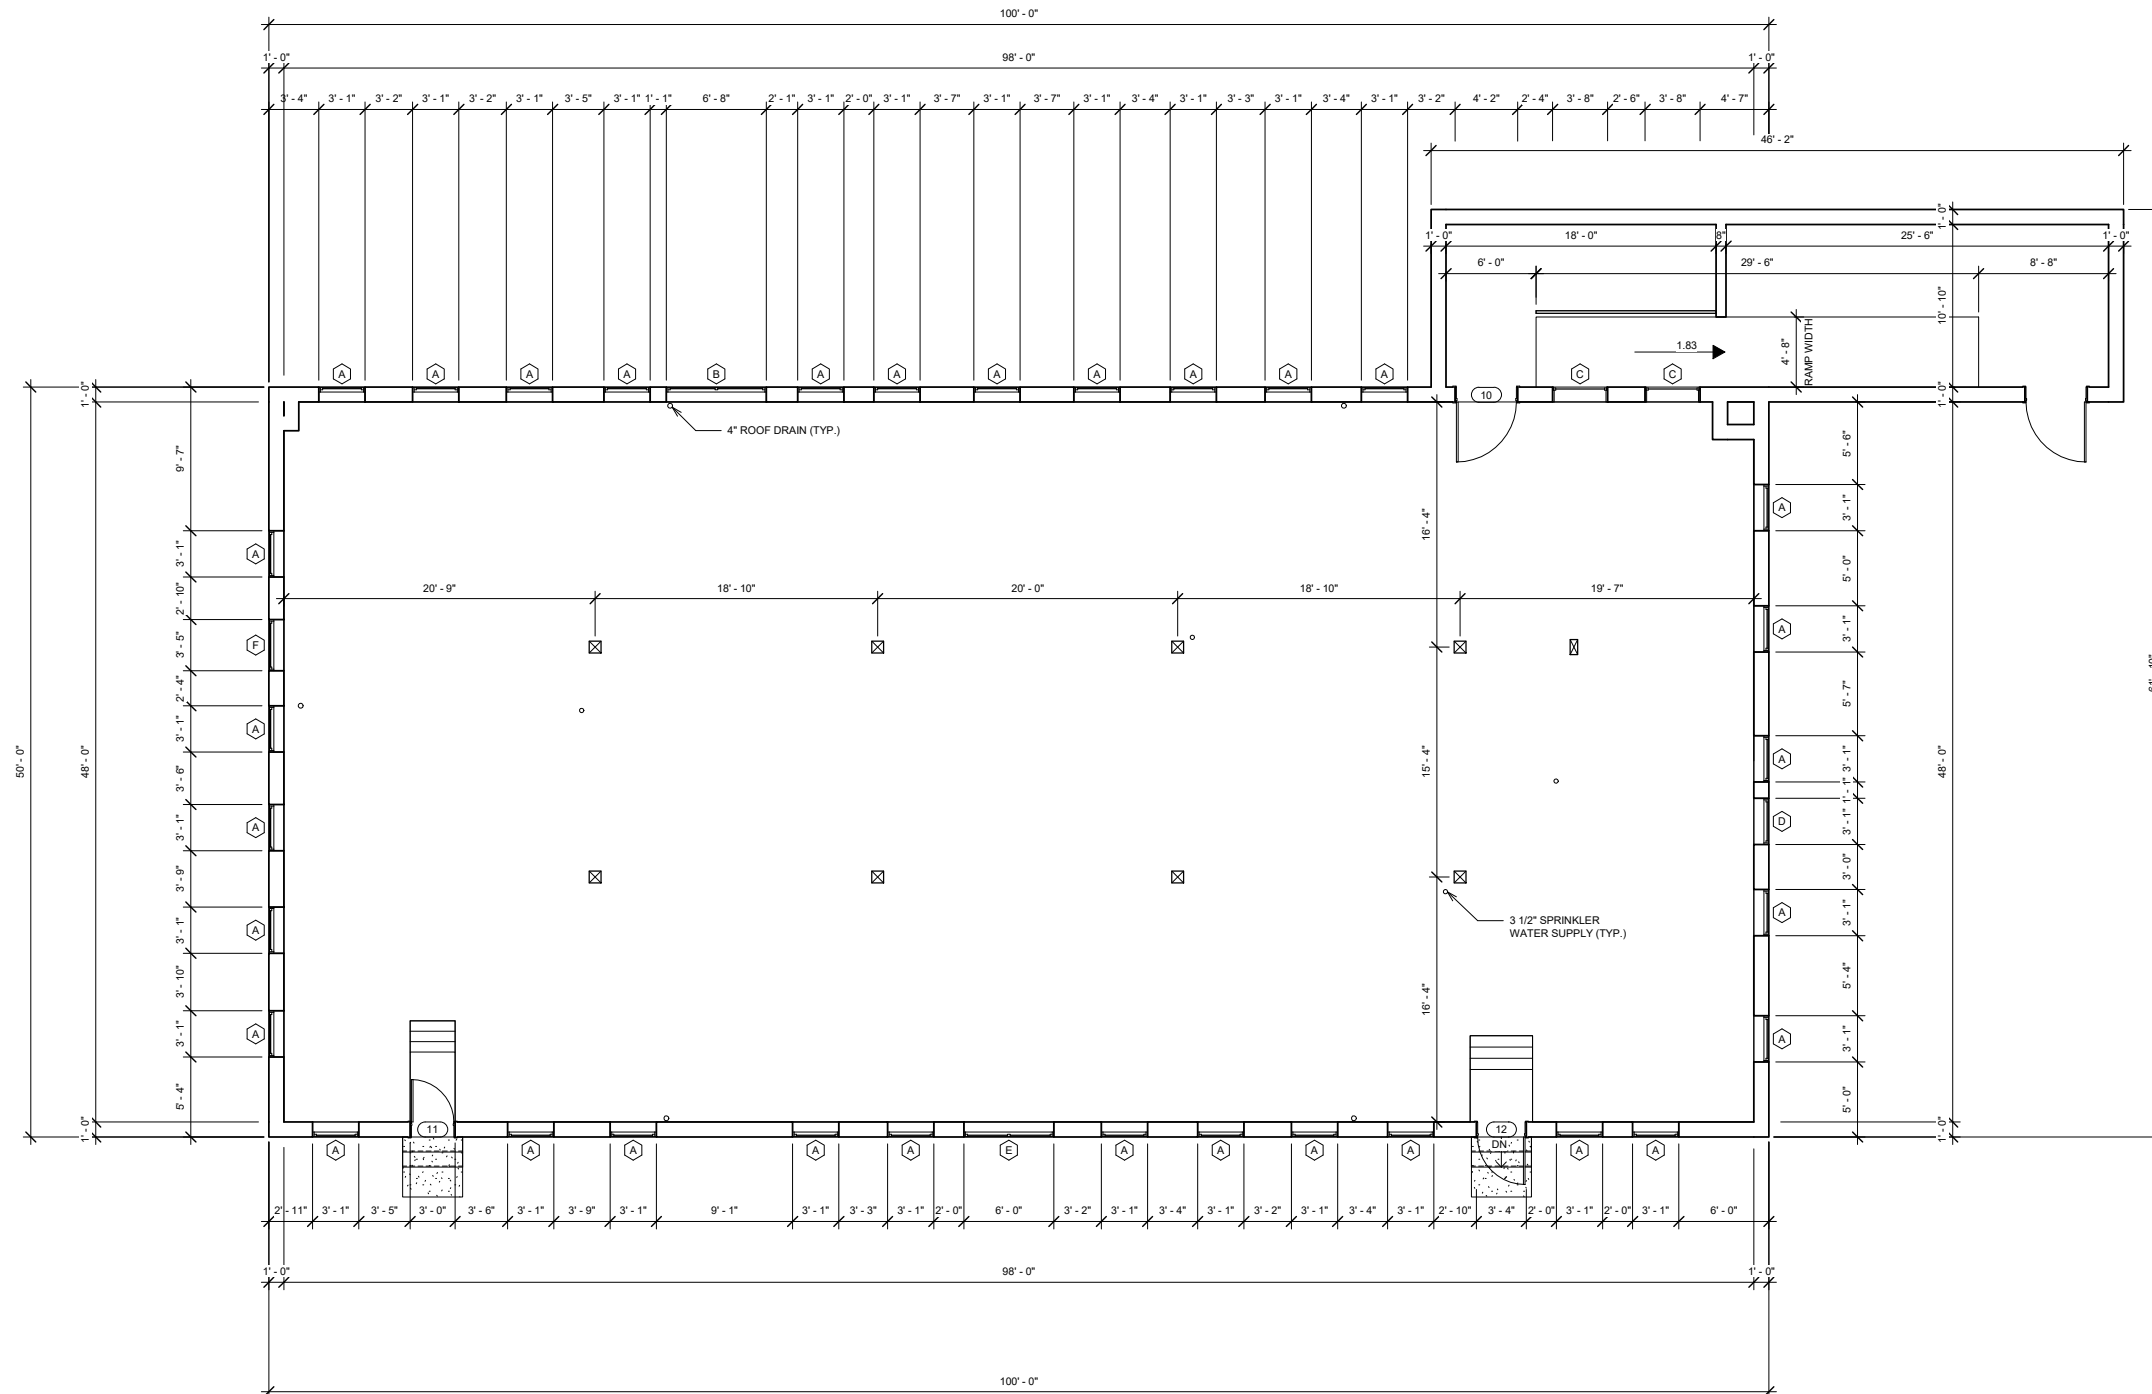 100' - 0"
1' - 0" 98' - 0" 1' - 0"
3' - 4" 3' - 1" 3' - 2" 3' - 1" 3' - 2" 3' - 1" 3' - 5" 3' - 1" 1' - 1" 6' - 8" 2' - 1" 3' - 1" 2' - 0" 3' - 1" 3' - 7" 3' - 1" 3' - 7" 3' - 1" 3' - 4" 3' - 1" 3' - 3" 3' - 1" 3' - 4" 3' - 1" 3' - 2" 4' - 2" 2' - 4" 3' - 8" 2' - 6" 3' - 8" 4' - 7"
46' - 2"
1' - 0" 18' - 0" 8" 25' - 6" 1' - 0"
6' - 0" 29' - 6" 8' - 8"
1' - 0"
10' - 10"
1' - 0"
1.83
4' - 8"
RAMP WIDTH
A A A A B A A A A A A A C C
10
4" ROOF DRAIN (TYP.)
50' - 0"
1' - 0"
48' - 0"
1' - 0"
9' - 7"
3' - 1"
2' - 10"
3' - 5"
2' - 4"
3' - 1"
3' - 6"
3' - 1"
3' - 9"
3' - 1"
3' - 10"
3' - 1"
5' - 4"
A
F
A
A
A
A
20' - 9" 18' - 10" 20' - 0" 18' - 10" 19' - 7"
16' - 4"
15' - 4"
16' - 4"
3 1/2" SPRINKLER
WATER SUPPLY (TYP.)
A
A
A
D
A
A
5' - 6"
3' - 1"
5' - 0"
3' - 1"
5' - 7"
3' - 1"
1' - 1"
3' - 1"
3' - 0"
3' - 1"
5' - 4"
3' - 1"
5' - 0"
48' - 0"
1' - 0"
11 12
DN
A A A A A E A A A A A A
2' - 11" 3' - 1" 3' - 5" 3' - 0" 3' - 6" 3' - 1" 3' - 9" 3' - 1" 9' - 1" 3' - 1" 3' - 3" 3' - 1" 2' - 0" 6' - 0" 3' - 2" 3' - 1" 3' - 4" 3' - 1" 3' - 2" 3' - 1" 3' - 4" 3' - 1" 2' - 10" 3' - 4" 2' - 0" 3' - 1" 2' - 0" 3' - 1" 6' - 0"
1' - 0" 98' - 0" 1' - 0"
100' - 0"